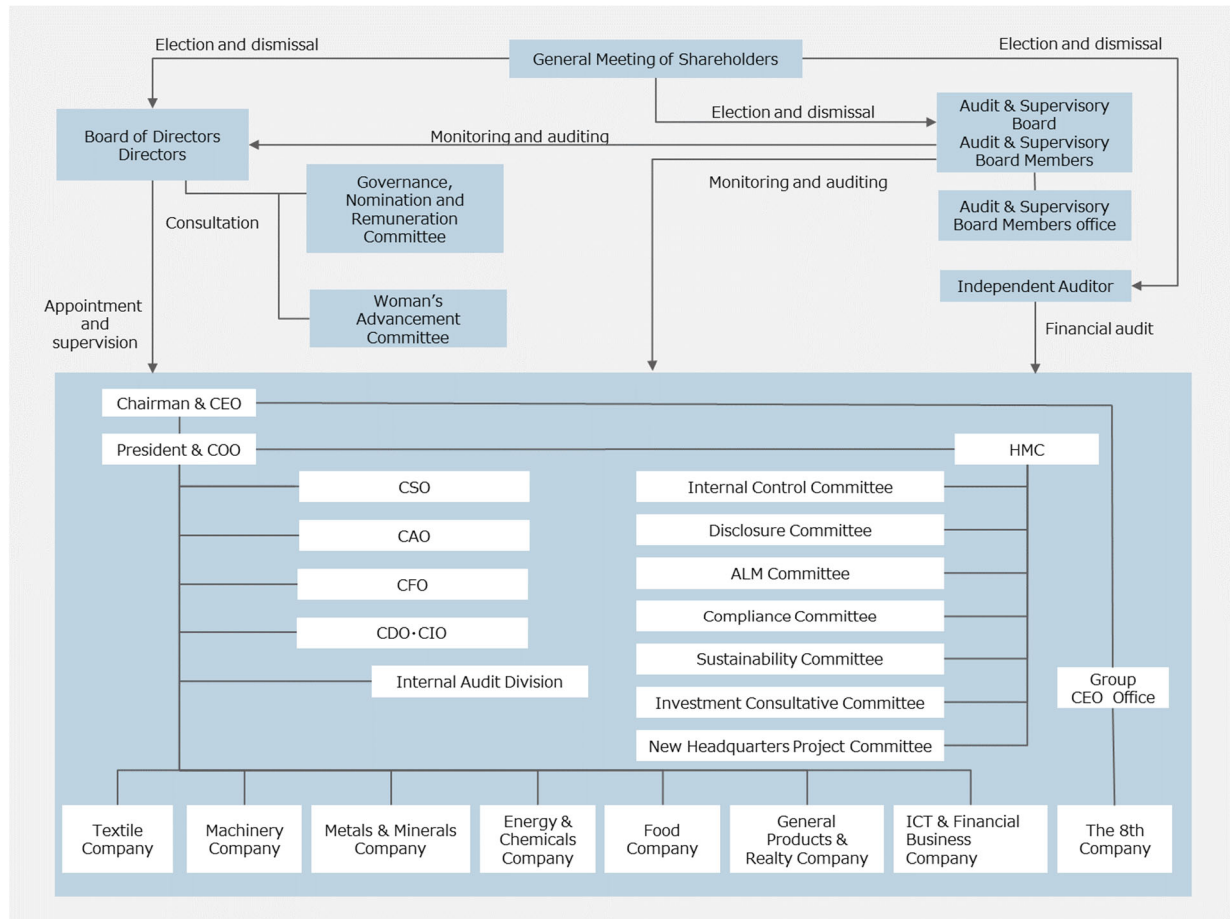 Election and dismissal
General Meeting of Shareholders
Election and dismissal
Election and dismissal
Board of Directors
Directors
Monitoring and auditing
Audit & Supervisory
Board
Audit & Supervisory
Board Members
Monitoring and auditing
Governance,
Nomination and
Remuneration
Committee
Consultation
Audit & Supervisory
Board Members office
Woman’s
Advancement
Committee
Independent Auditor
Appointment
and
supervision
Financial audit
Chairman & CEO
President & COO
HMC
CSO
CAO
CFO
CDO・CIO
Internal Audit Division
Internal Control Committee
Disclosure Committee
ALM Committee
Compliance Committee
Sustainability Committee
Investment Consultative Committee
New Headquarters Project Committee
Group
CEO Office
Textile
Company
Machinery
Company
Metals & Minerals
Company
Energy &
Chemicals
Company
Food
Company
General
Products &
Realty Company
ICT & Financial
Business
Company
The 8th
Company